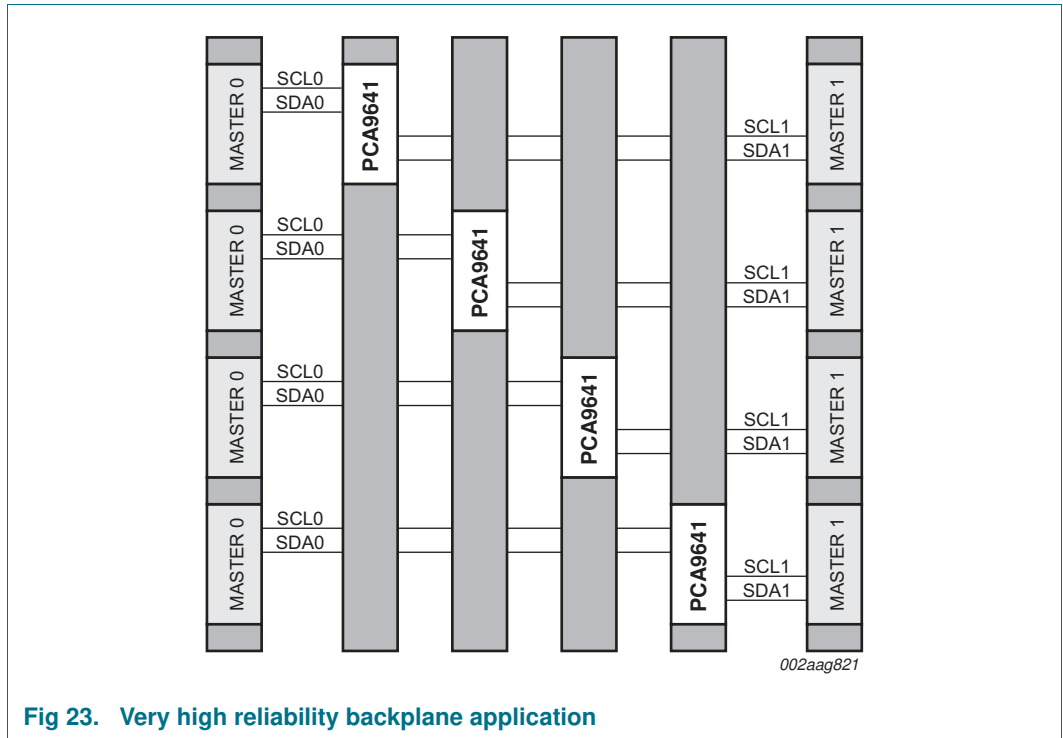 MASTER 0
SCL0
SDA0
PCA9641
SCL1
SDA1
MASTER 1
MASTER 0
SCL0
SDA0
PCA9641
SCL1
SDA1
MASTER 1
MASTER 0
SCL0
SDA0
PCA9641
SCL1
SDA1
MASTER 1
MASTER 0
SCL0
SDA0
PCA9641
SCL1
SDA1
MASTER 1
002aag821
Fig 23. Very high reliability backplane application